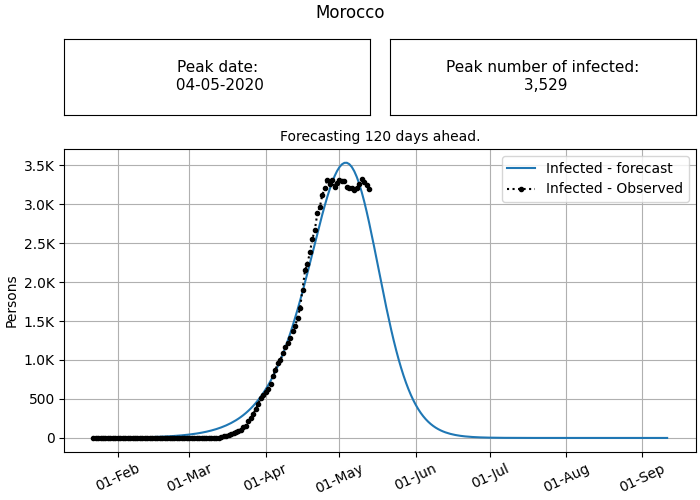 Morocco
Peak date:
04-05-2020
Peak number of infected:
3,529
Forecasting 120 days ahead.
Infected - forecast
Infected - Observed
Persons
3.5K
3.0K
2.5K
2.0K
1.5K
1.0K
500
0
01-Feb
01-Mar
01-Apr
01-May
01-Jun
01-Jul
01-Aug
01-Sep